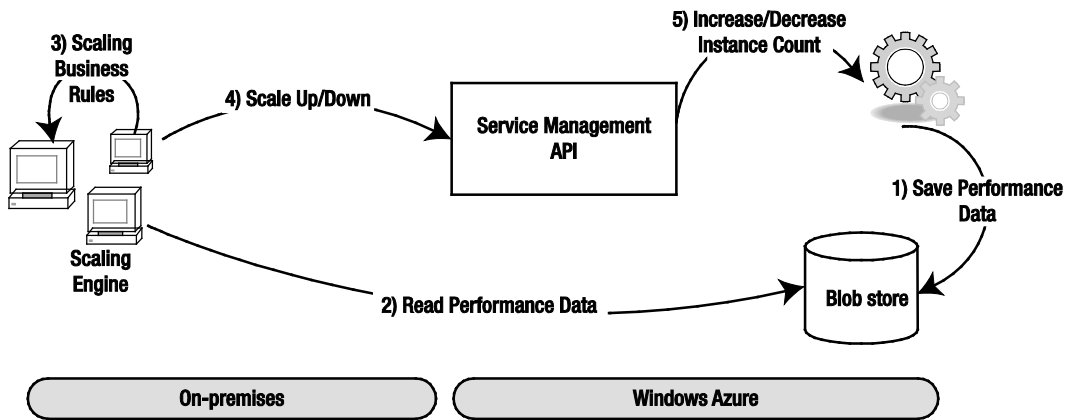 3) Scaling
Business
Rules
4) Scale Up/Down
Service Management
API
5) Increase/Decrease
Instance Count
1) Save Performance
Data
Scaling
Engine
2) Read Performance Data
Blob store
On-premises
Windows Azure